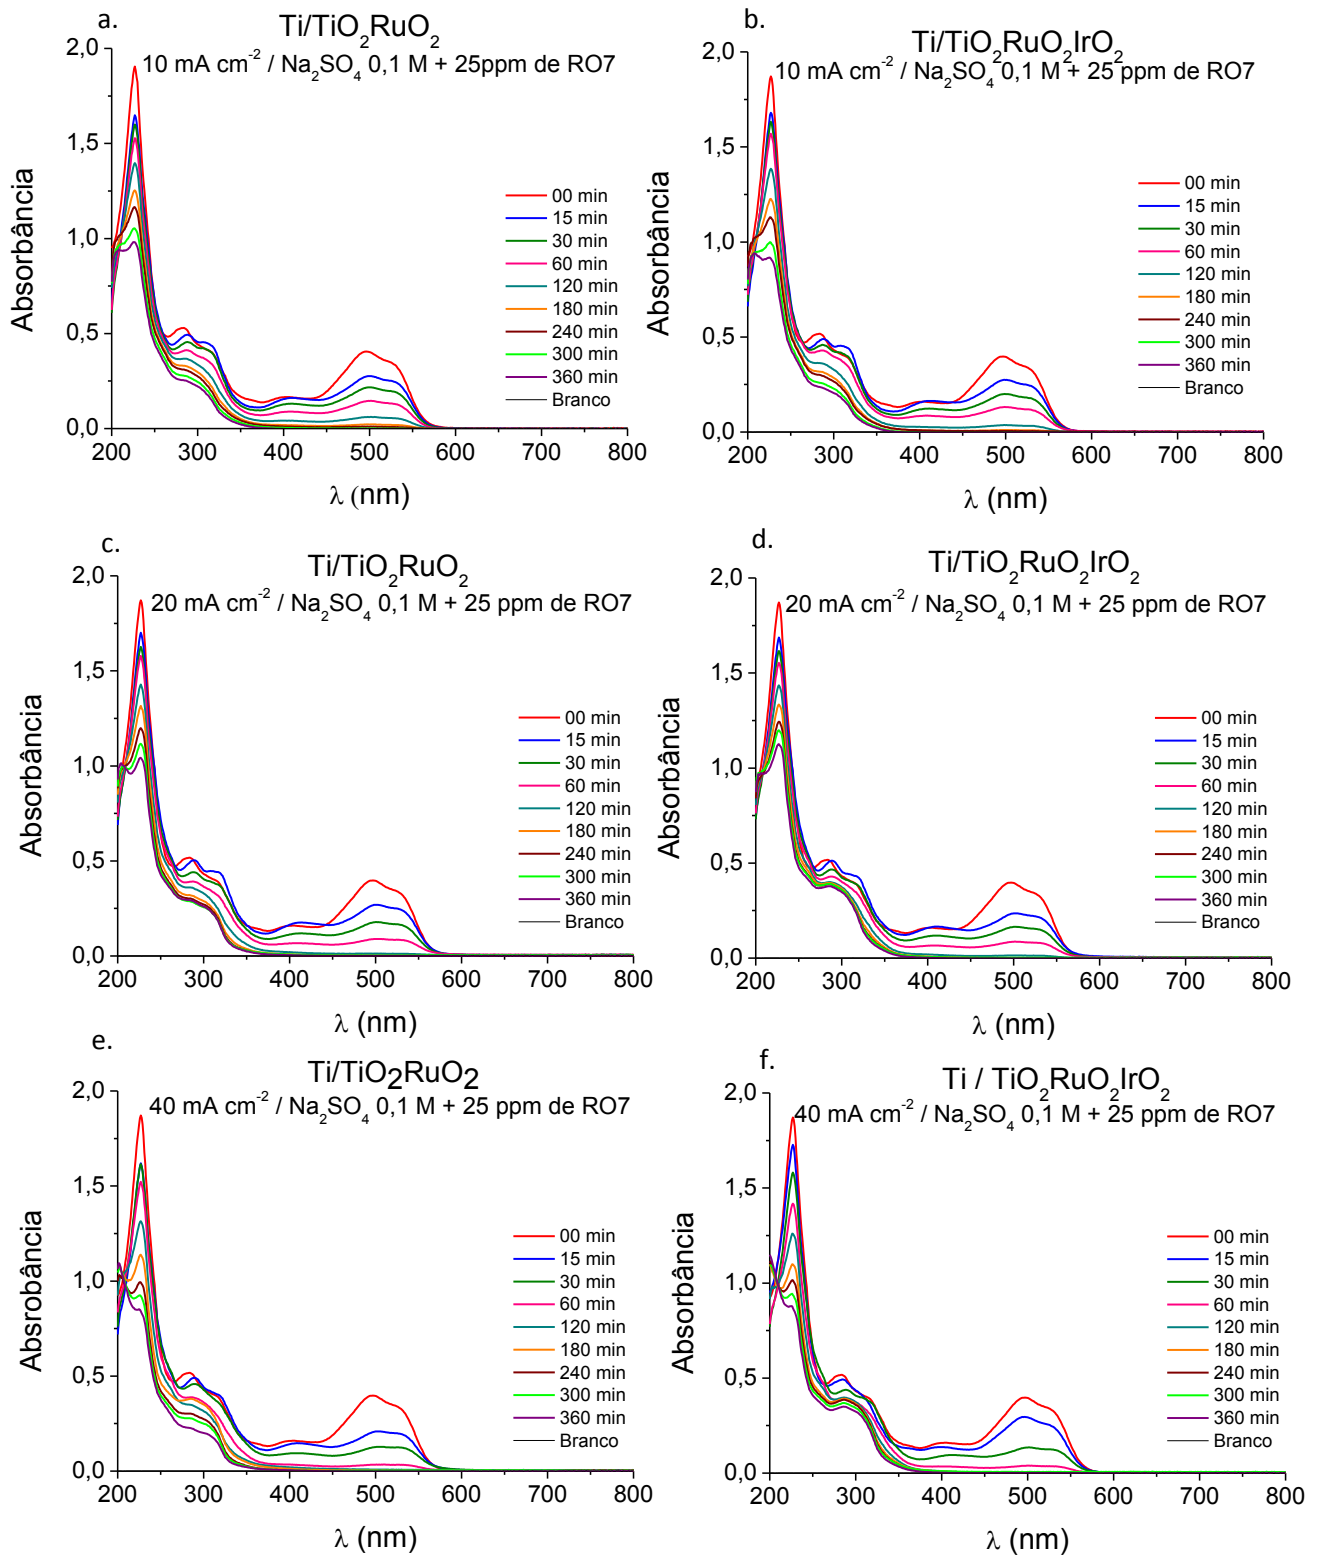 a.
Ti/TiO₂RuO₂
10 mA cm⁻² / Na₂SO₄ 0,1 M + 25ppm de RO7
2,0
1,5
1,0
0,5
0,0
Absorbância
00 min
15 min
30 min
60 min
120 min
180 min
240 min
300 min
360 min
Branco
200 300 400 500 600 700 800
λ (nm)
b.
Ti/TiO₂RuO₂IrO₂
10 mA cm⁻² / Na₂SO₄ 0,1 M + 25 ppm de RO7
2,0
1,5
1,0
0,5
0,0
Absorbância
00 min
15 min
30 min
60 min
120 min
180 min
240 min
300 min
360 min
Branco
200 300 400 500 600 700 800
λ (nm)
c.
Ti/TiO₂RuO₂
20 mA cm⁻² / Na₂SO₄ 0,1 M + 25 ppm de RO7
2,0
1,5
1,0
0,5
0,0
Absorbância
00 min
15 min
30 min
60 min
120 min
180 min
240 min
300 min
360 min
Branco
200 300 400 500 600 700 800
λ (nm)
d.
Ti/TiO₂RuO₂IrO₂
20 mA cm⁻² / Na₂SO₄ 0,1 M + 25 ppm de RO7
2,0
1,5
1,0
0,5
0,0
Absorbância
00 min
15 min
30 min
60 min
120 min
180 min
240 min
300 min
360 min
Branco
200 300 400 500 600 700 800
λ (nm)
e.
Ti/TiO2RuO2
40 mA cm⁻² / Na₂SO₄ 0,1 M + 25 ppm de RO7
2,0
1,5
1,0
0,5
0,0
Absrobância
00 min
15 min
30 min
60 min
120 min
180 min
240 min
300 min
360 min
Branco
200 300 400 500 600 700 800
λ (nm)
f.
Ti / TiO₂RuO₂IrO₂
40 mA cm⁻² / Na₂SO₄ 0,1 M + 25 ppm de RO7
2,0
1,5
1,0
0,5
0,0
Absorbância
00 min
15 min
30 min
60 min
120 min
180 min
240 min
300 min
360 min
Branco
200 300 400 500 600 700 800
λ (nm)